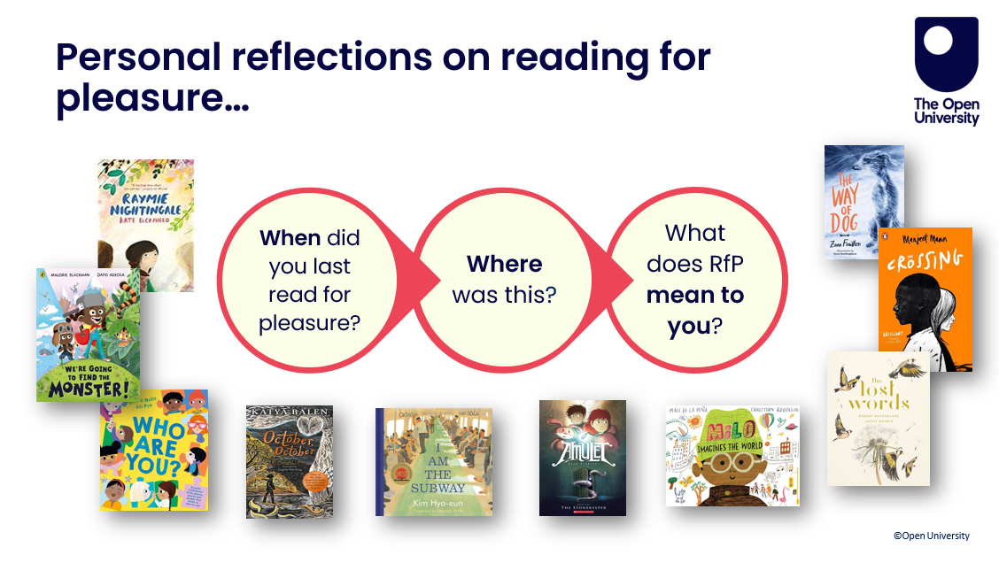 Personal reflections on reading for
pleasure…
The Open
University
When did
you last
read for
pleasure?
Where
was this?
What
does RfP
mean to
you?
RAYMIE
NIGHTINGALE
KATE DICAMILLO
MALORIE BLACKMAN DAPO ADEOLA
WE'RE GOING
TO FIND THE
MONSTER!
WHO
ARE
YOU?
KATYA BALEN
October,
October
I
AM
THE
SUBWAY
Kim Hyo-eun
AMULET
THE STONEKEEPER
SCHOLASTIC
MATT DE LA PEÑA CHRISTIAN ROBINSON
MiLO
IMAGINES THE WORLD
THE
WAY
OF
DOG
Zana Fraillon
Manjeet Mann
THE
CRÖSSING
BRILLIANT
The
lost
words
ROBERT MACFARLANE
JACKIE MORRIS
©Open University